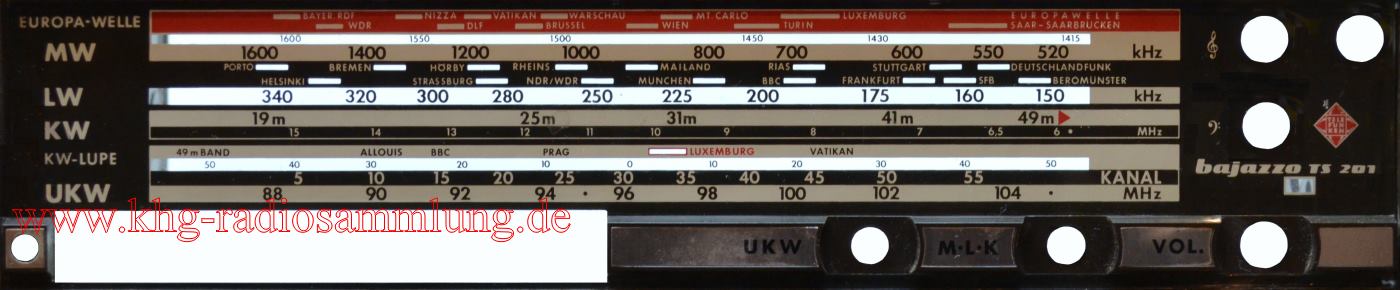 EUROPA-WELLE BAYER.RDF NIZZA VATIKAN WARSCHAU MT. CARLO LUXEMBURG EUROPAWELLE
WDR DLF BRUSSEL WIEN TURIN SAAR-SAARBRÜCKEN
1600 1550 1500 1450 1430 1415
MW 1600 1400 1200 1000 800 700 600 550 520 kHz
PORTO BREMEN HÖRBY RHEINS MAILAND RIAS STUTTGART DEUTSCHLANDFUNK
HELSINKI STRASSBURG NDR/WDR MÜNCHEN BBC FRANKFURT SFB BEROMÜNSTER
LW 340 320 300 280 250 225 200 175 160 150 kHz
19m 25m 31m 41m 49m
KW 15 14 13 12 11 10 9 8 7 6,5 6 MHz
KW-LUPE 49m BAND ALLOUIS BBC PRAG LUXEMBURG VATIKAN
50 40 30 20 10 0 10 20 30 40 50
5 10 15 20 25 30 35 40 45 50 55 KANAL
UKW 88 90 92 94 96 98 100 102 104 MHz
TELE
FUN
KEN
bajazzo TS 201
www.khg-radiosammlung.de
UKW M·L·K VOL.